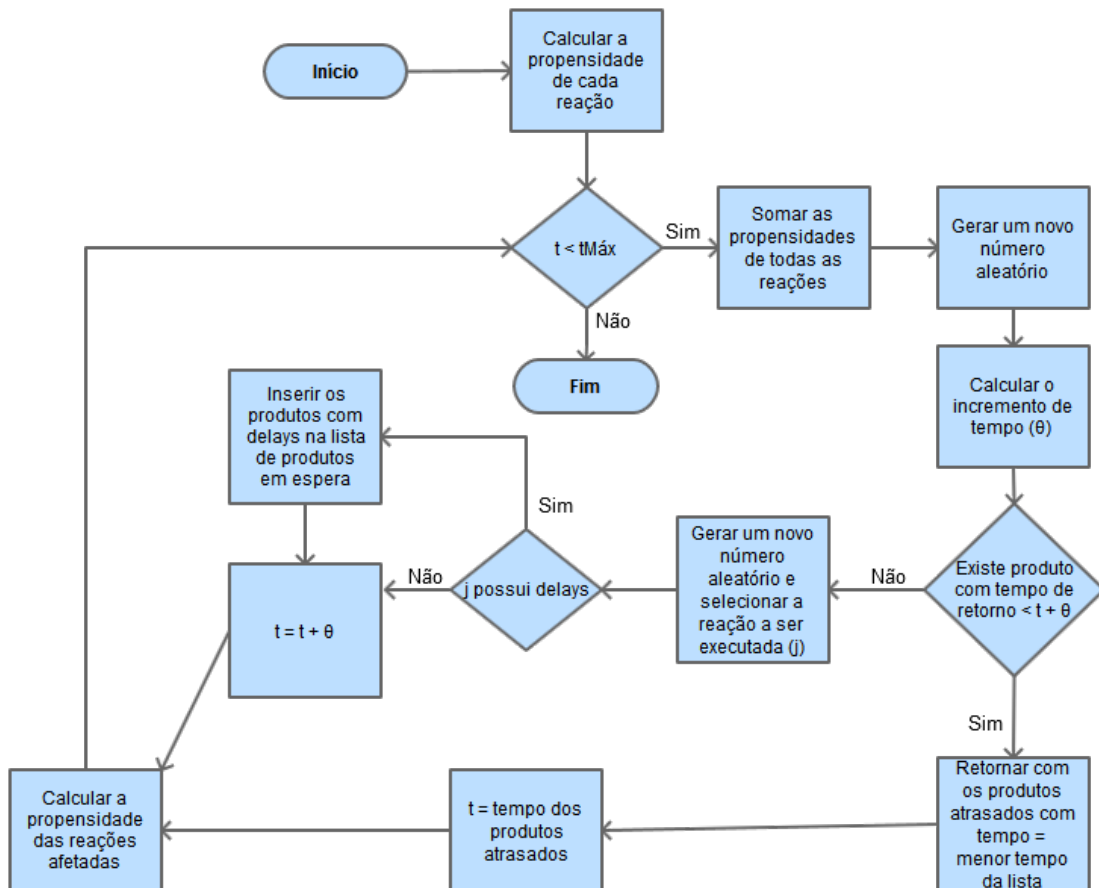 Início
Calcular a
propensidade
de cada
reação
t < tMáx
Sim
Somar as
propensidades
de todas as
reações
Gerar um novo
número
aleatório
Não
Fim
Calcular o
incremento de
tempo (θ)
Existe produto
com tempo de
retorno < t + θ
Não
Gerar um novo
número
aleatório e
selecionar a
reação a ser
executada (j)
j possui delays
Sim
Inserir os
produtos com
delays na lista
de produtos
em espera
Não
t = t + θ
Sim
Retornar com
os produtos
atrasados com
tempo =
menor tempo
da lista
t = tempo dos
produtos
atrasados
Calcular a
propensidade
das reações
afetadas